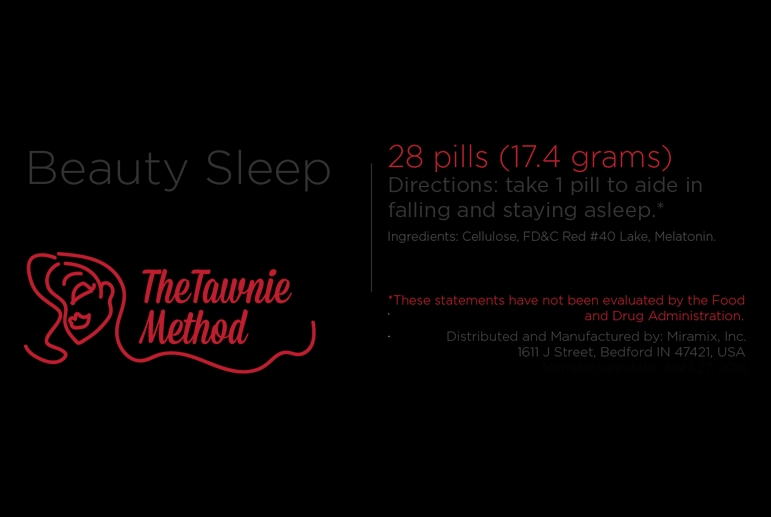 Beauty Sleep
TheTawnie
Method
28 pills (17.4 grams)
Directions: take 1 pill to aide in
falling and staying asleep.*
Ingredients: Cellulose, FD&C Red #40 Lake, Melatonin.
*These statements have not been evaluated by the Food
and Drug Administration.
Distributed and Manufactured by: Miramix, Inc.
1611 J Street, Bedford IN 47421, USA